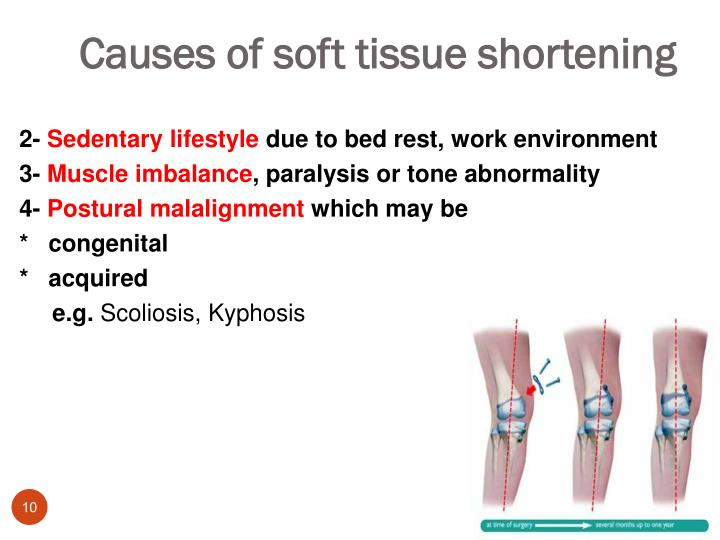 Causes of soft tissue shortening
2- Sedentary lifestyle due to bed rest, work environment
3- Muscle imbalance, paralysis or tone abnormality
4- Postural malalignment which may be
* congenital
* acquired
e.g. Scoliosis, Kyphosis
10
at time of surgery
several months up to one year